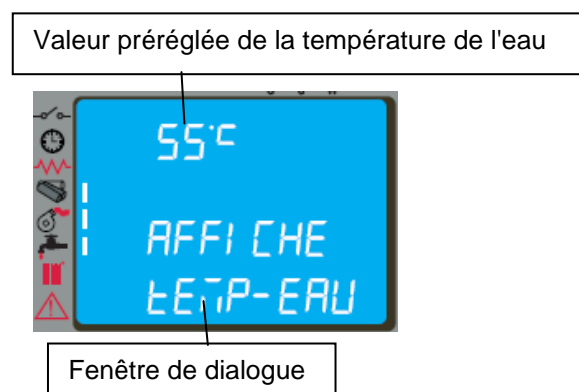 Valeur préréglée de la température de l'eau
55°C
AFFICHE
tEMP-EAU
Fenêtre de dialogue